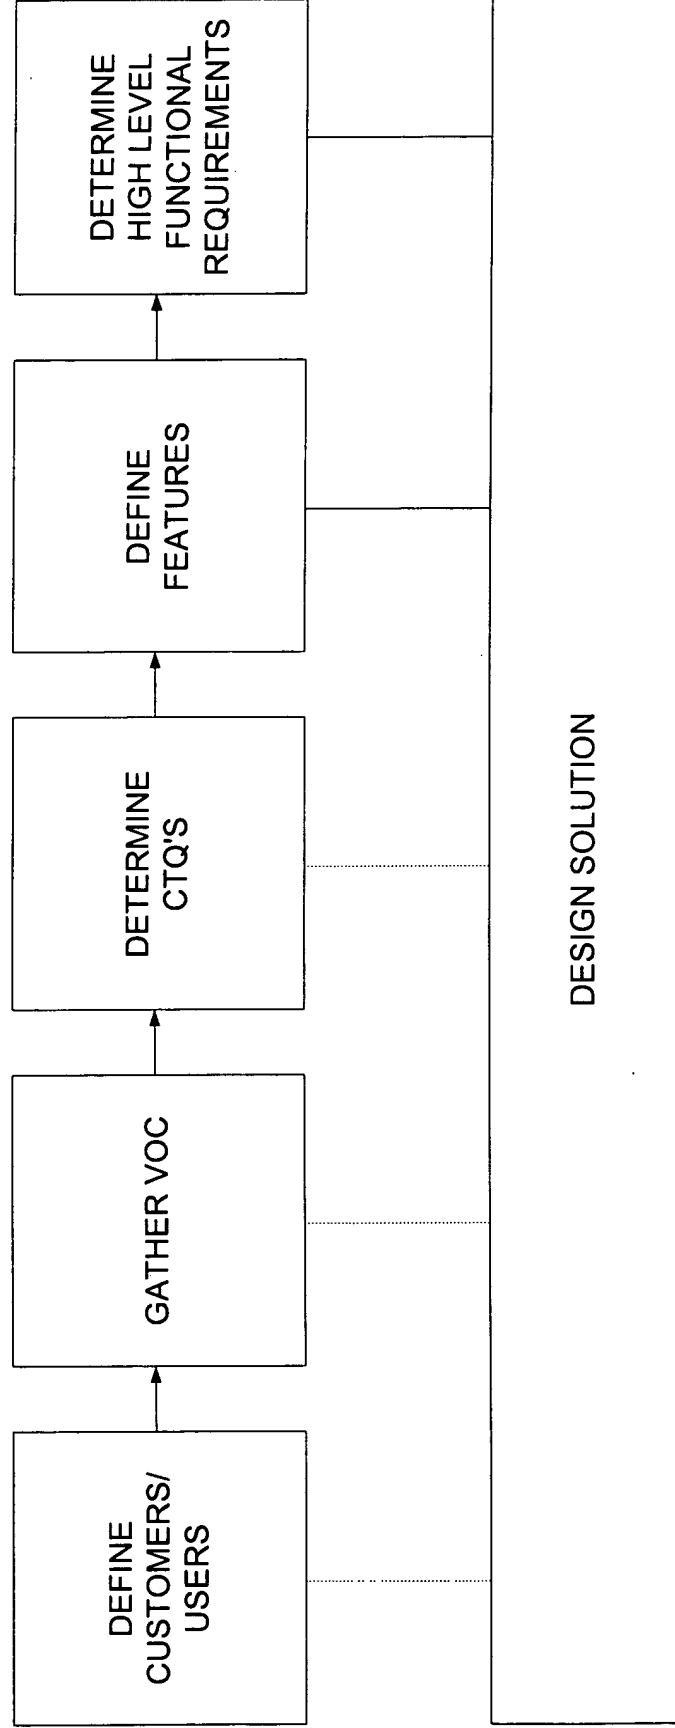 DEFINE
CUSTOMERS/
USERS
GATHER VOC
DETERMINE
CTQ'S
DEFINE
FEATURES
DETERMINE
HIGH LEVEL
FUNCTIONAL
REQUIREMENTS
DESIGN SOLUTION